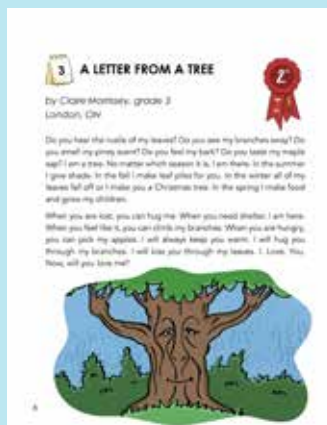 3 A LETTER FROM A TREE
2
by Claire Morrissey, grade 3
London, ON
Do you hear the rustle of my leaves? Do you see my branches sway? Do
you smell my piney scent? Do you feel my bark? Do you taste my maple
sap? I am a tree. No matter which season it is, I am there. In the summer
I give shade. In the fall I make leaf piles for you. In the winter all of my
leaves fall off or I make you a Christmas tree. In the spring I make food
and grow my children.
When you are lost, you can hug me. When you need shelter, I am here.
When you feel like it, you can climb my branches. When you are hungry,
you can pick my apples. I will always keep you warm. I will hug you
through my branches. I will kiss you through my leaves. I. Love. You.
Now, will you love me?